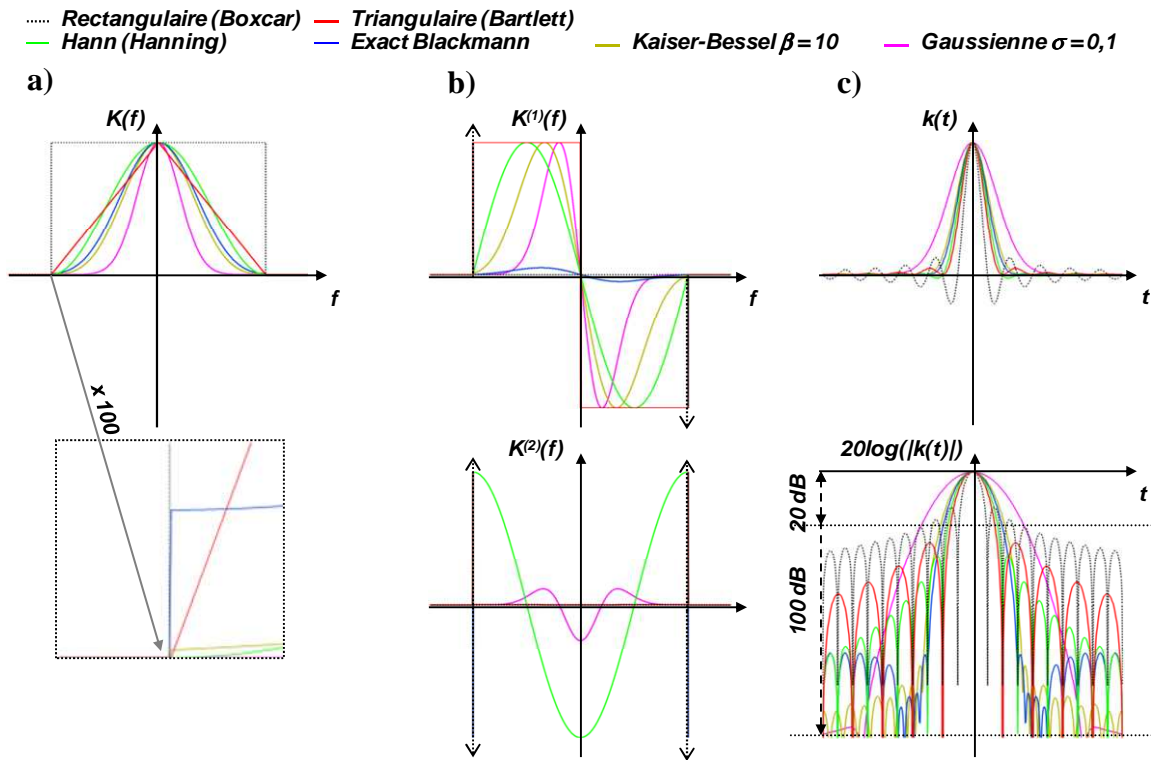 Rectangulaire (Boxcar) Triangulaire (Bartlett)
Hann (Hanning) Exact Blackmann Kaiser-Bessel β = 10 Gaussienne σ = 0,1
a) b) c)
K(f) K⁽¹⁾(f) k(t)
f f t
x 100
K⁽²⁾(f) 20log(|k(t)|)
t
20 dB
100 dB